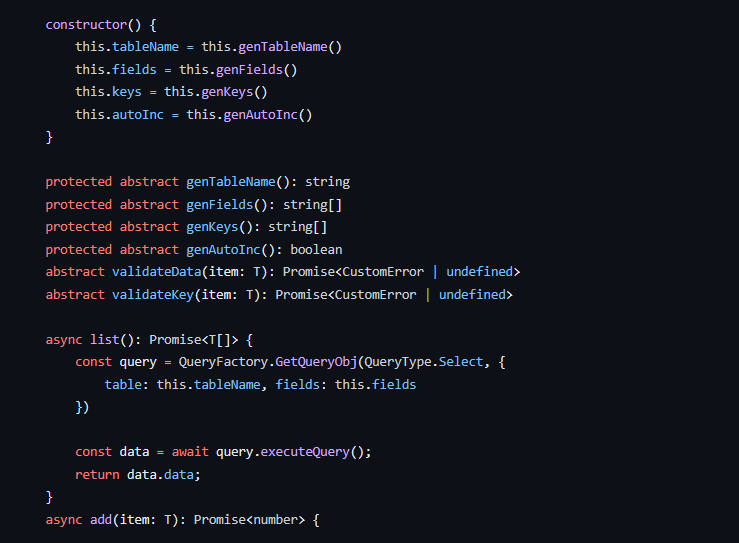 constructor() {
this.tableName = this.genTableName()
this.fields = this.genFields()
this.keys = this.genKeys()
this.autoInc = this.genAutoInc()
}
protected abstract genTableName(): string
protected abstract genFields(): string[]
protected abstract genKeys(): string[]
protected abstract genAutoInc(): boolean
abstract validateData(item: T): Promise<CustomError | undefined>
abstract validateKey(item: T): Promise<CustomError | undefined>
async list(): Promise<T[]> {
const query = QueryFactory.GetQueryObj(QueryType.Select, {
table: this.tableName, fields: this.fields
})
const data = await query.executeQuery();
return data.data;
}
async add(item: T): Promise<number> {